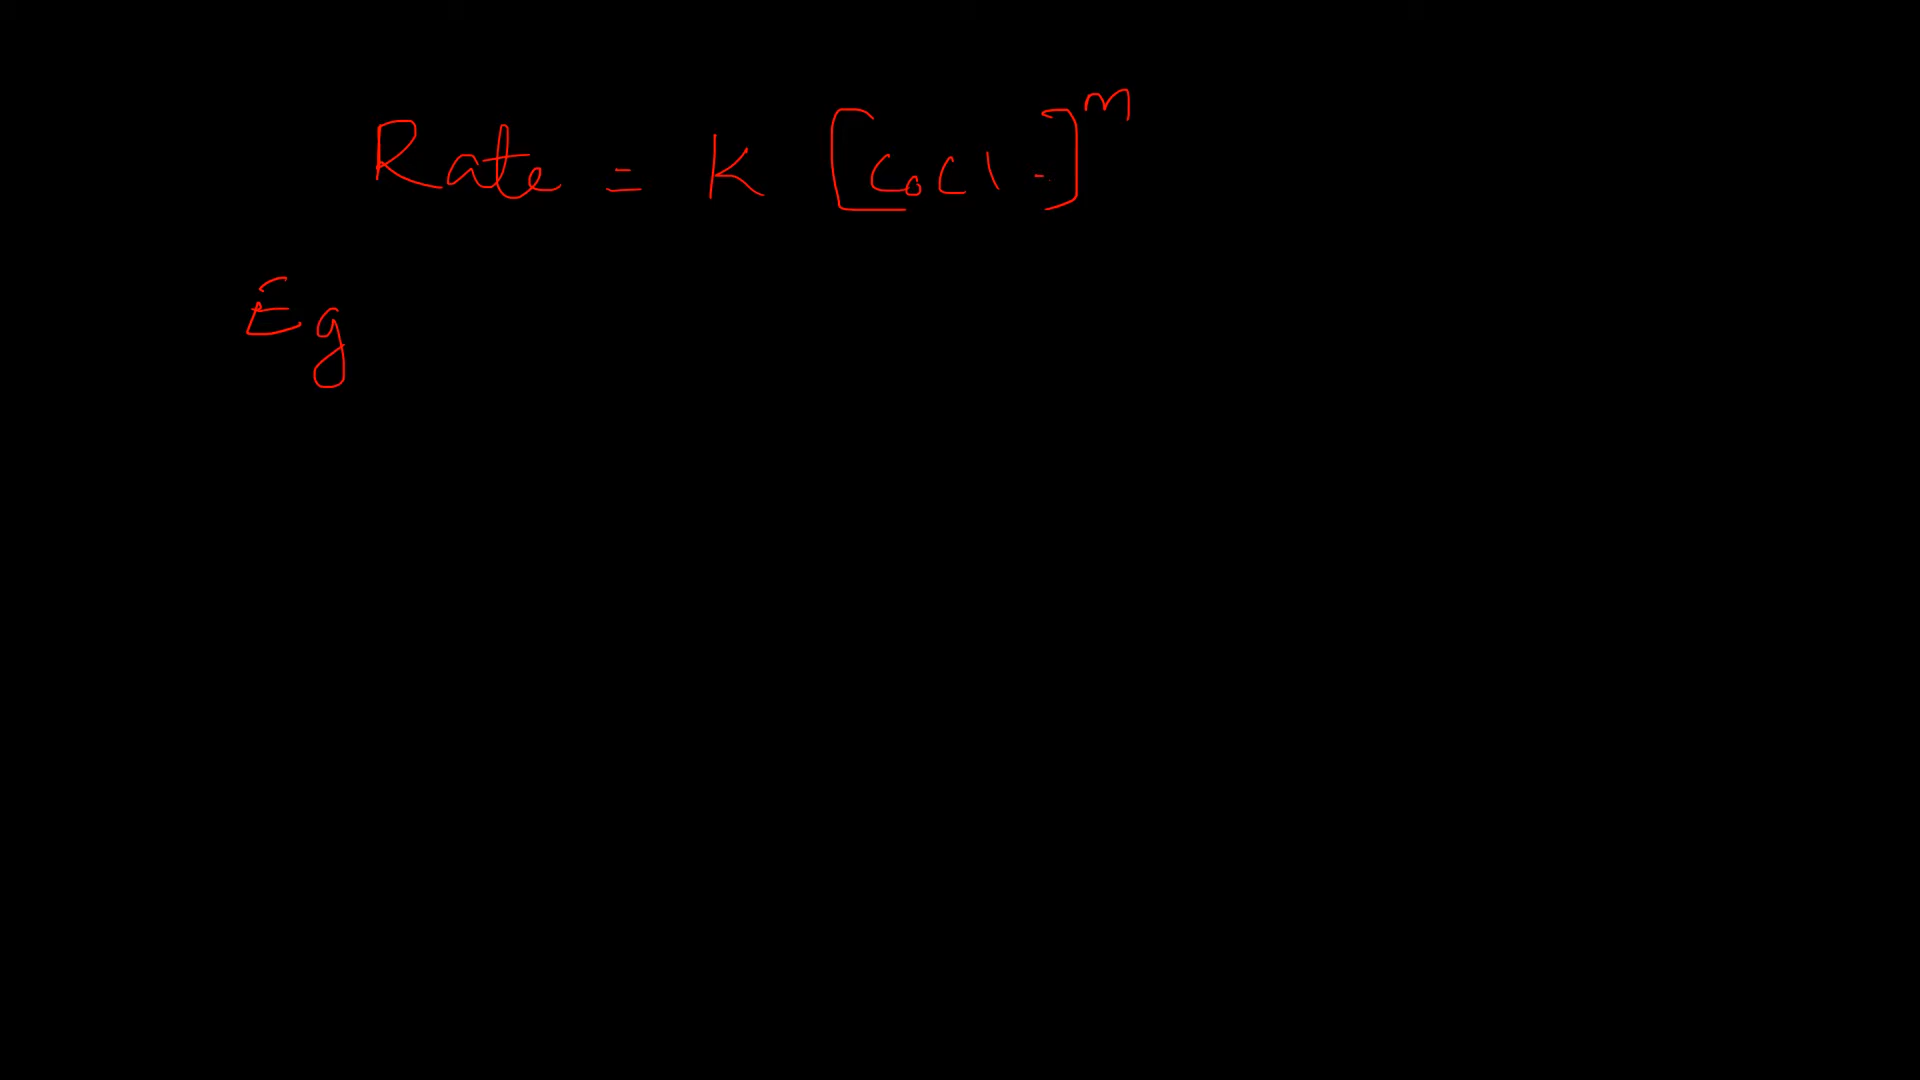 Rate = K [CoCl-]^m
Eg